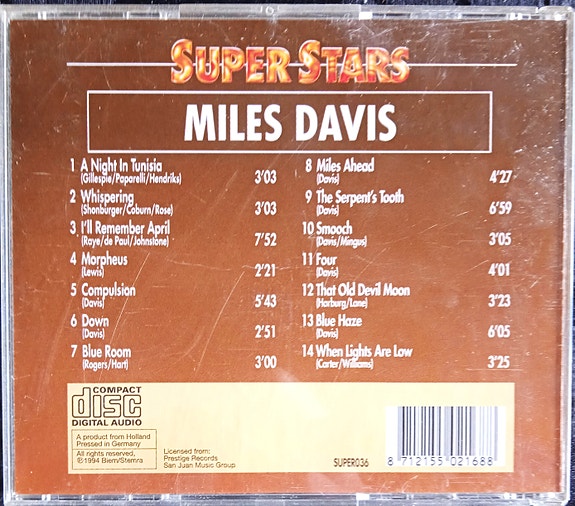 SUPER STARS
MILES DAVIS
1 A Night In Tunisia
(Gillespie/Paparelli/Hendriks) 3'03
2 Whispering
(Shonburger/Coburn/Rose) 3'03
3 I'll Remember April
(Raye/de Paul/Johnstone) 7'52
4 Morpheus
(Lewis) 2'21
5 Compulsion
(Davis) 5'43
6 Down
(Davis) 2'51
7 Blue Room
(Rogers/Hart) 3'00
8 Miles Ahead
(Davis) 4'27
9 The Serpent's Tooth
(Davis) 6'59
10 Smooch
(Davis/Mingus) 3'05
11 Four
(Davis) 4'01
12 That Old Devil Moon
(Harburg/Lane) 3'23
13 Blue Haze
(Davis) 6'05
14 When Lights Are Low
(Carter/Williams) 3'25
COMPACT
disc
DIGITAL AUDIO
A product from Holland
Pressed in Germany
All rights reserved,
℗1994 Biem/Stemra
Licensed from:
Prestige Records
San Juan Music Group
SUPER036
8 712155 021688